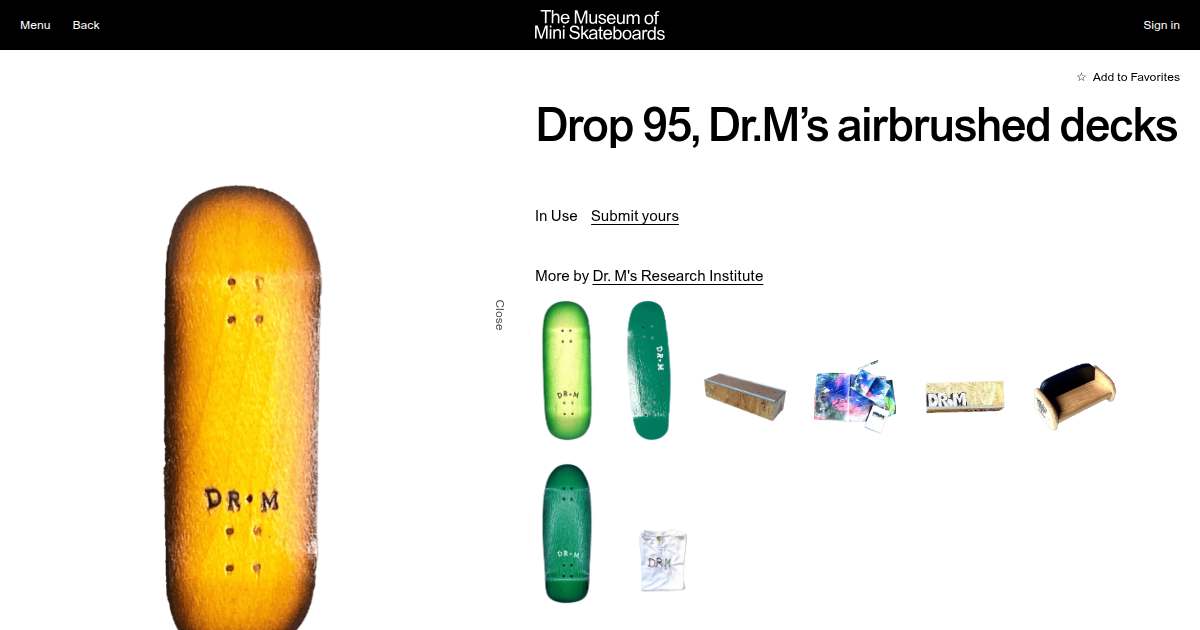 Menu
Back
The Museum of
Mini Skateboards
Sign in
☆ Add to Favorites
Drop 95, Dr.M’s airbrushed decks
In Use Submit yours
More by Dr. M's Research Institute
Close
DR•M
DR•M
DR•M
DR•M
DR•M
DR•M